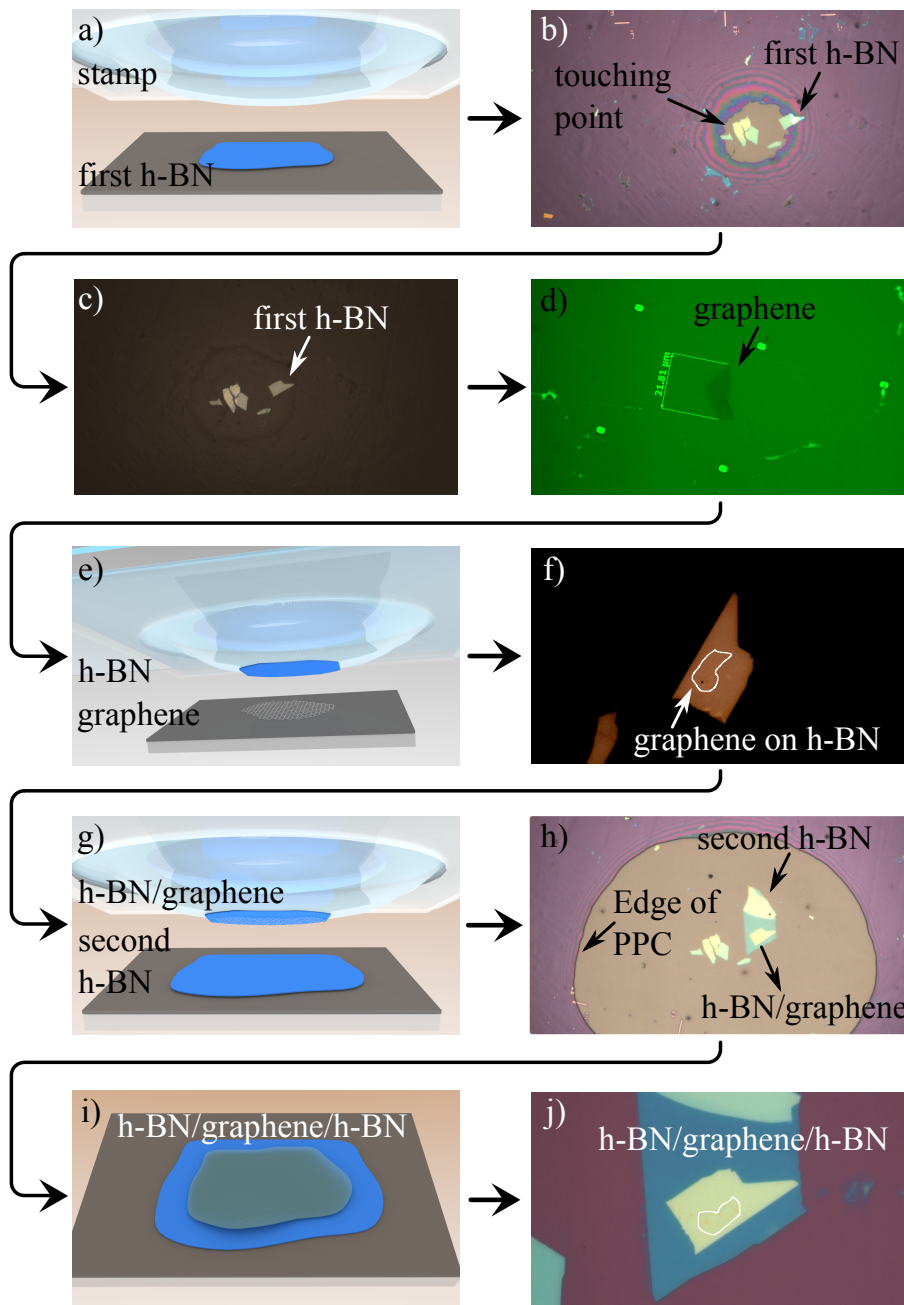 a)
stamp
first h-BN
b)
first h-BN
touching
point
c)
first h-BN
d)
graphene
21.81 µm
e)
h-BN
graphene
f)
graphene on h-BN
g)
h-BN/graphene
second
h-BN
h)
second h-BN
Edge of
PPC
h-BN/graphene
i)
h-BN/graphene/h-BN
j)
h-BN/graphene/h-BN